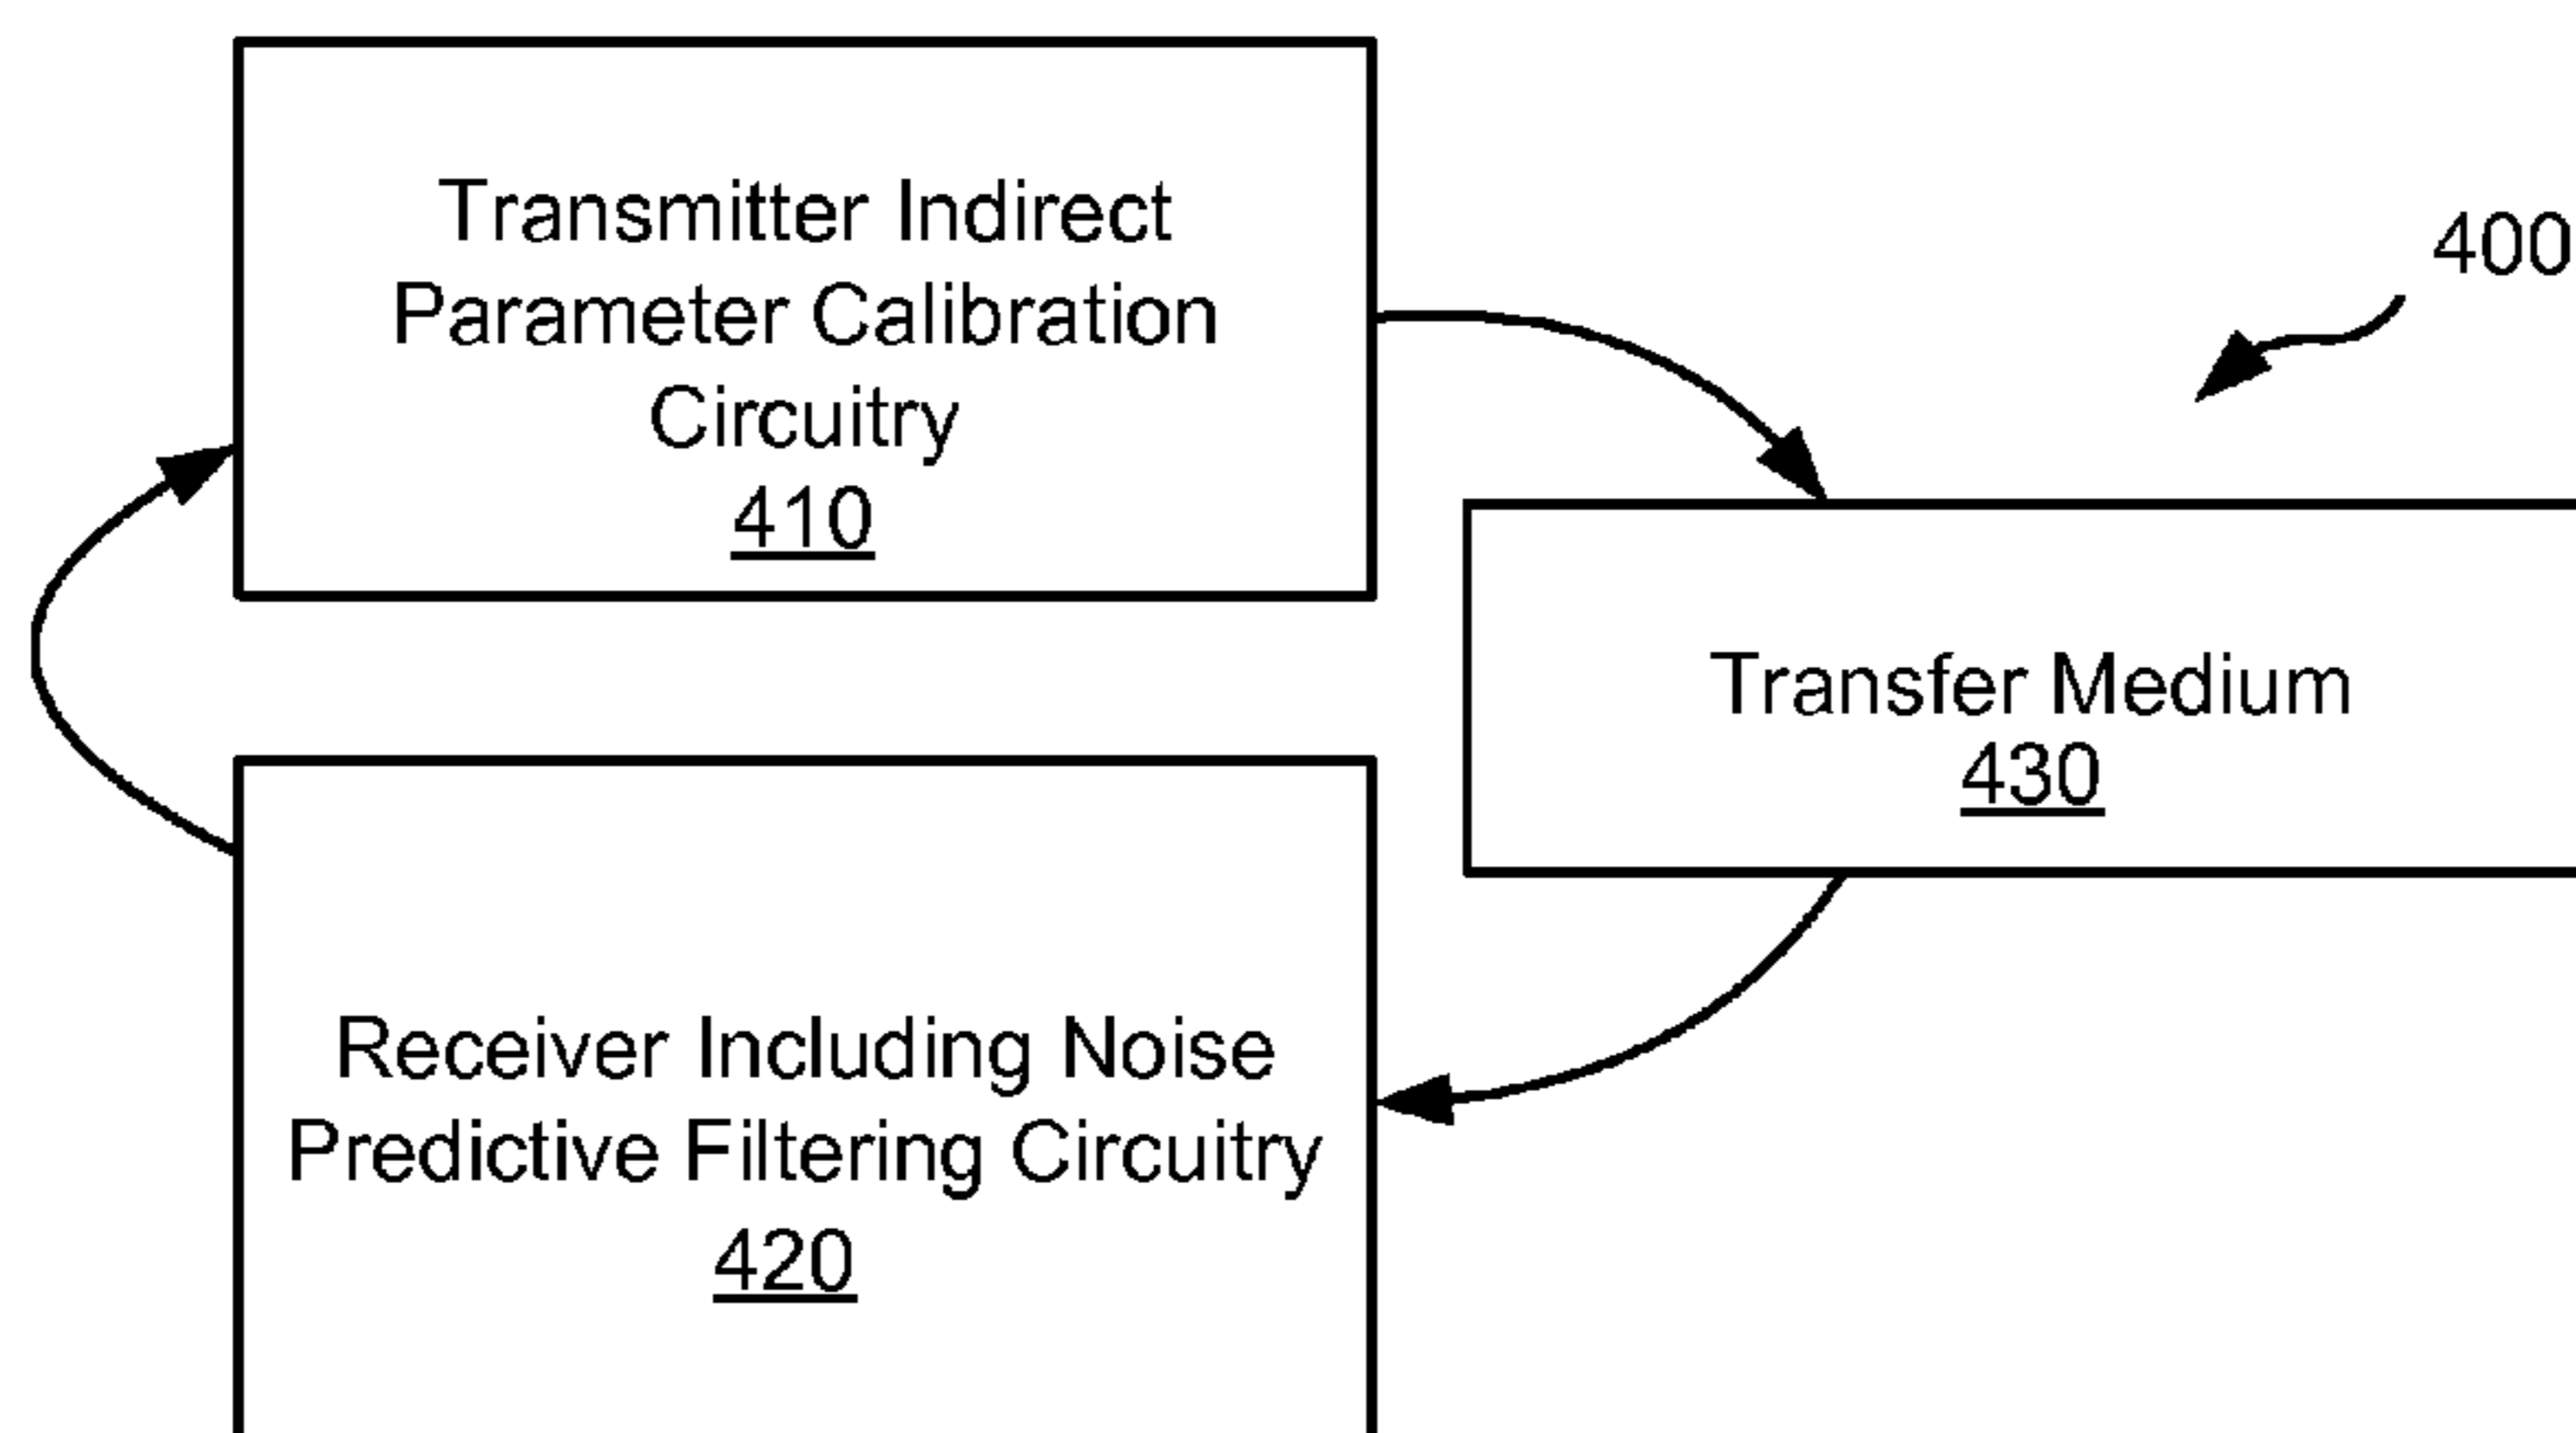 Transmitter Indirect
Parameter Calibration
Circuitry
410
400
Transfer Medium
430
Receiver Including Noise
Predictive Filtering Circuitry
420